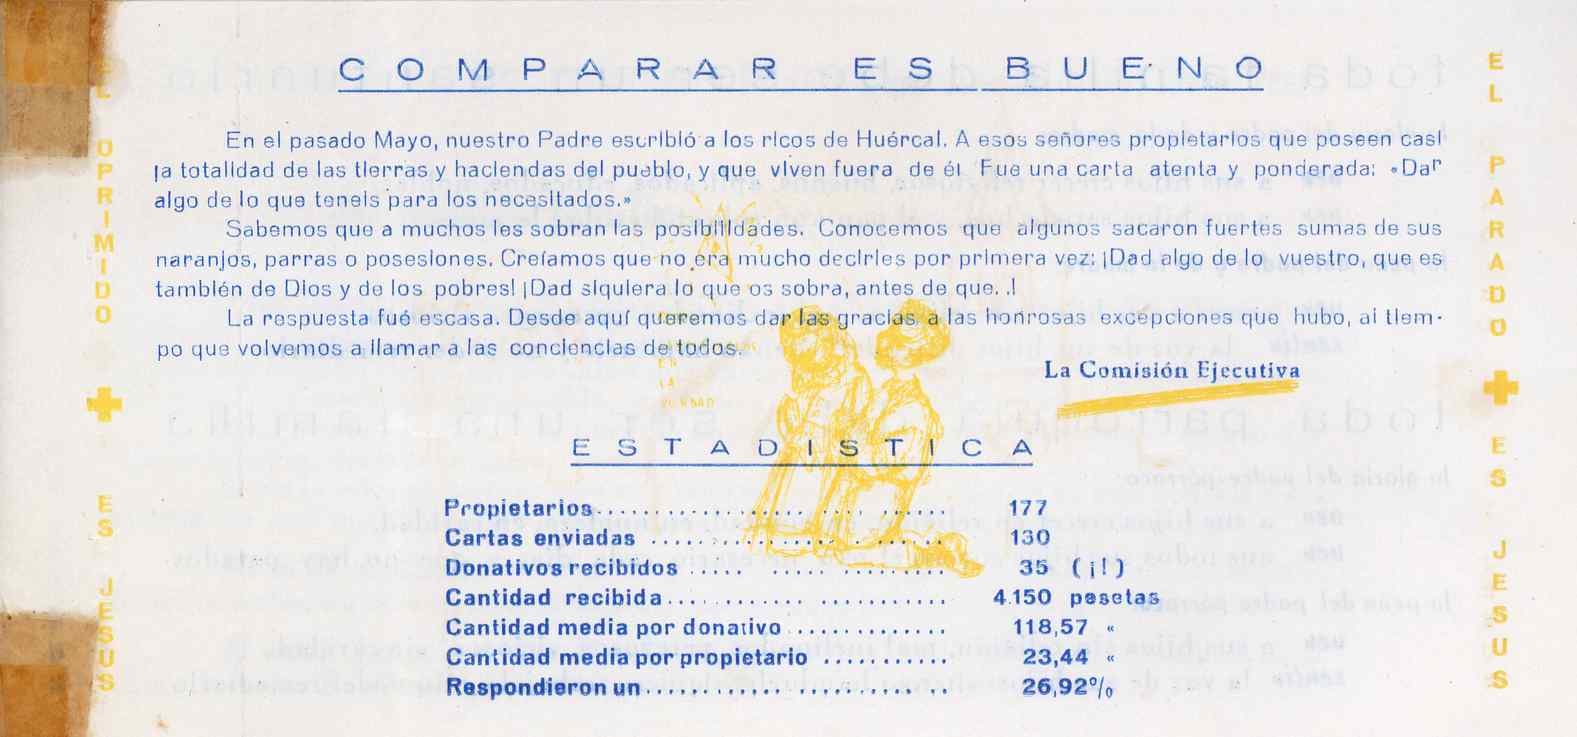 COMPARAR ES BUENO
En el pasado Mayo, nuestro Padre escribió a los ricos de Huércal. A esos señores propietarios que poseen casi
la totalidad de las tierras y haciendas del pueblo, y que viven fuera de él Fue una carta atenta y ponderada: «Dar
algo de lo que teneis para los necesitados.»
Sabemos que a muchos les sobran las posibilidades. Conocemos que algunos sacaron fuertes sumas de sus
naranjos, parras o posesiones. Creíamos que no era mucho decirles por primera vez: ¡Dad algo de lo vuestro, que es
también de Dios y de los pobres! ¡Dad siquiera lo que os sobra, antes de que. .!
La respuesta fué escasa. Desde aquí queremos dar las gracias a las honrosas excepciones que hubo, al tiem-
po que volvemos a llamar a las conciencias de todos.
La Comisión Ejecutiva
EN
LA
VERDAD
ESTADISTICA
Propietarios.................. 177
Cartas enviadas .................. 130
Donativos recibidos .................. 35 (¡!)
Cantidad recibida.................. 4.150 pesetas
Cantidad media por donativo ............. 118,57 «
Cantidad media por propietario ........... 23,44 «
Respondieron un.................. 26,92%
EL OPRIMIDO + ES JESUS
EL PARADO + ES JESUS